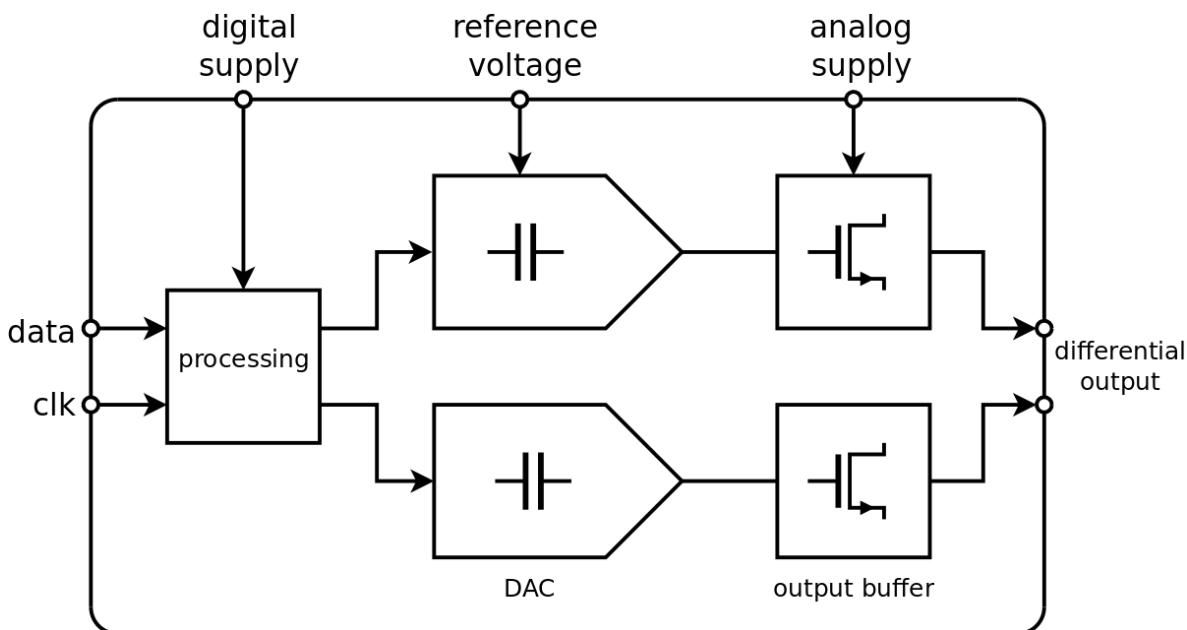 digital
supply
reference
voltage
analog
supply
data
processing
clk
differential
output
DAC
output buffer